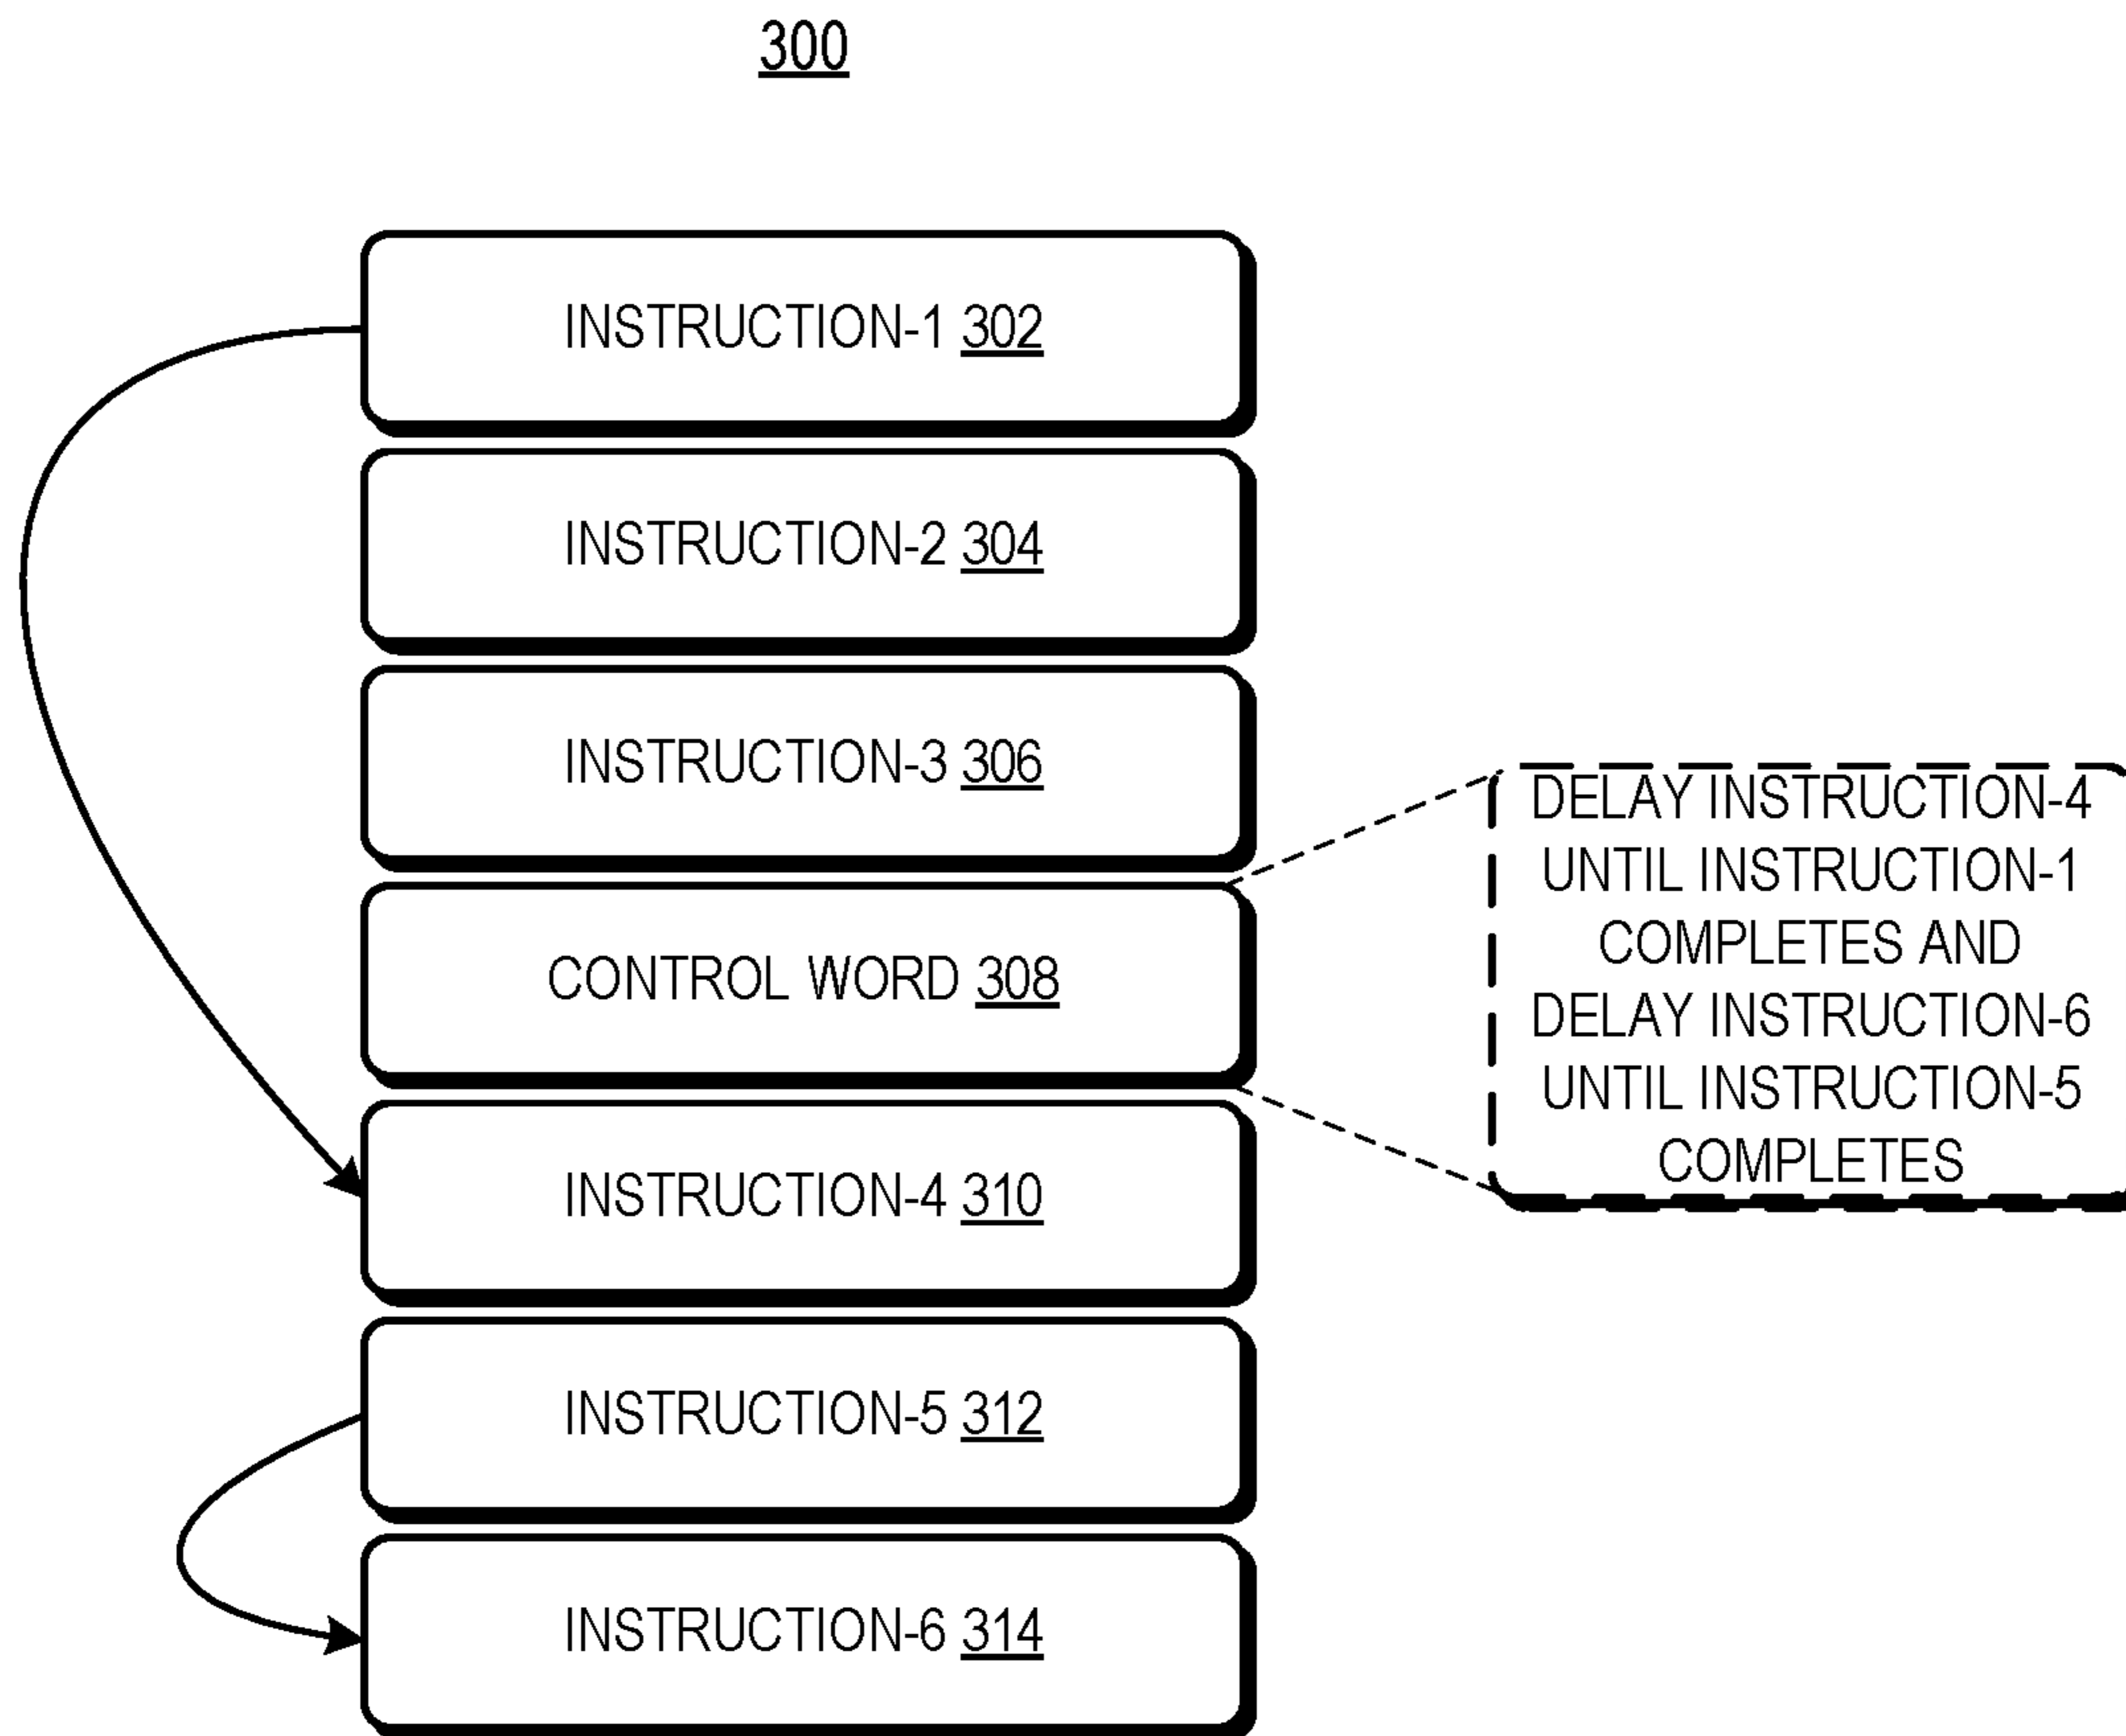 300
INSTRUCTION-1 302
INSTRUCTION-2 304
INSTRUCTION-3 306
CONTROL WORD 308
DELAY INSTRUCTION-4
UNTIL INSTRUCTION-1
COMPLETES AND
DELAY INSTRUCTION-6
UNTIL INSTRUCTION-5
COMPLETES
INSTRUCTION-4 310
INSTRUCTION-5 312
INSTRUCTION-6 314